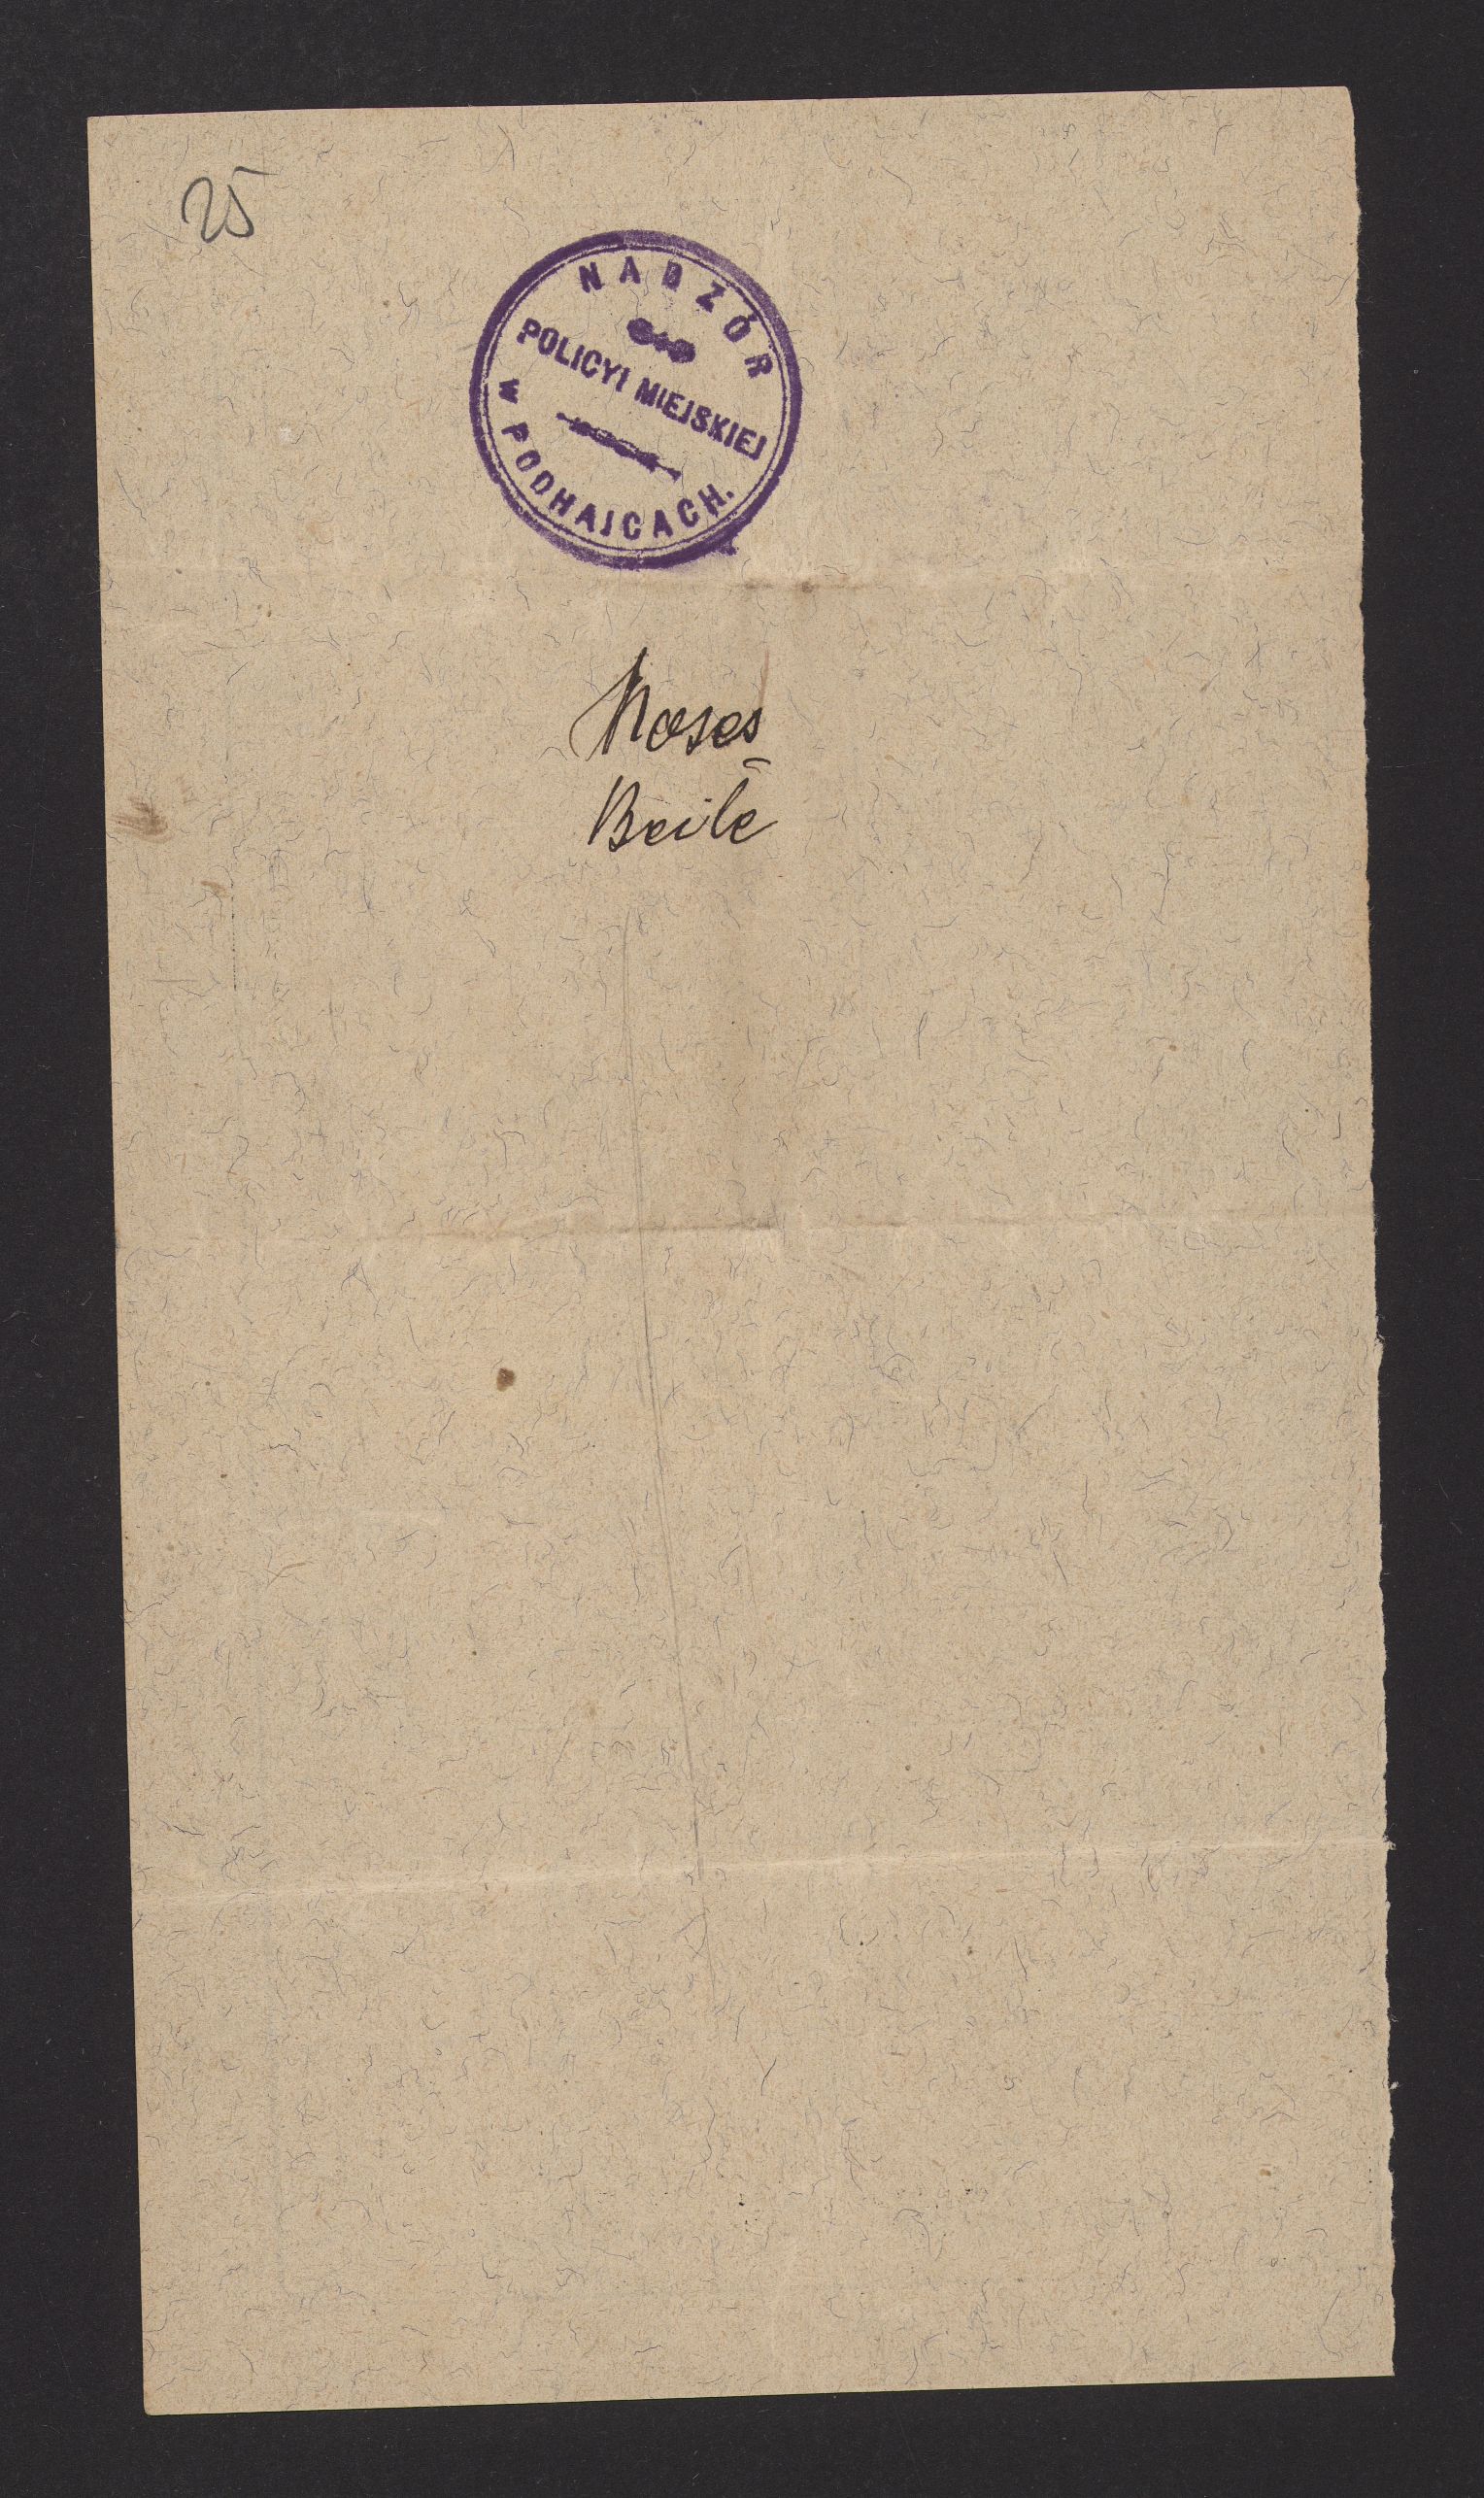 25
NADZÓR
POLICYI MIEJSKIEJ
W PODHAJCACH.
Moses
Beile